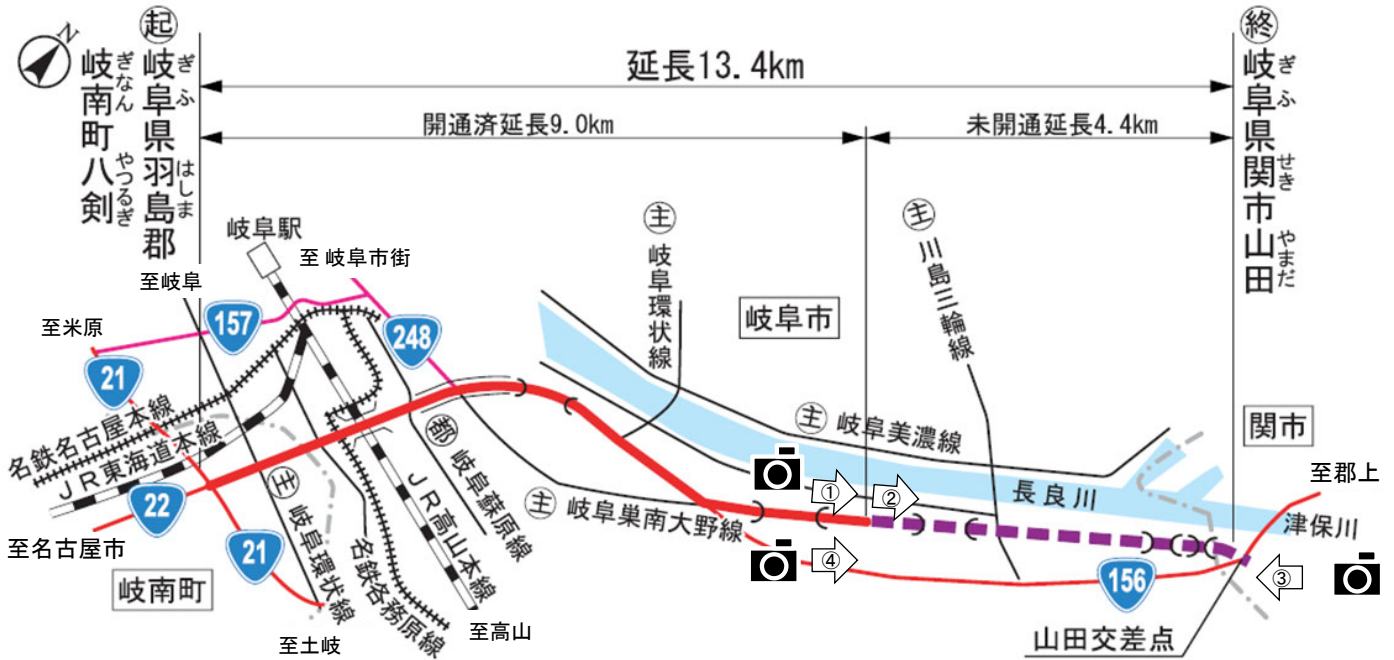 N
起
岐阜県羽島郡
ぎふ
はしま
岐南町八剣
ぎなん
やつるぎ
延長13.4km
開通済延長9.0km
未開通延長4.4km
終
岐阜県関市山田
ぎふ
せき
やまだ
岐阜駅
至岐阜
至 岐阜市街
至米原
157
248
21
主
岐阜環状線
岐阜市
主
川島三輪線
名鉄名古屋本線
JR東海道本線
22
至名古屋市
岐南町
21
主
岐阜環状線
至土岐
名鉄各務原線
JR高山本線
至高山
都
岐阜蘇原線
主
岐阜巣南大野線
主
岐阜美濃線
①
②
長良川
関市
至郡上
津保川
④
156
③
山田交差点